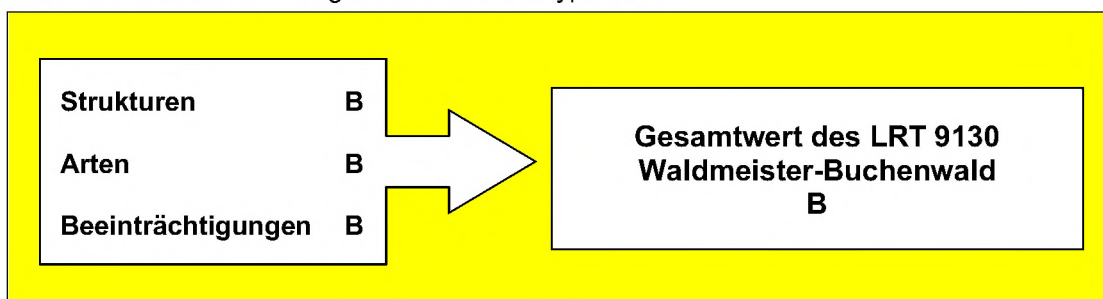 Strukturen B
Arten B
Beeinträchtigungen B
Gesamtwert des LRT 9130
Waldmeister-Buchenwald
B